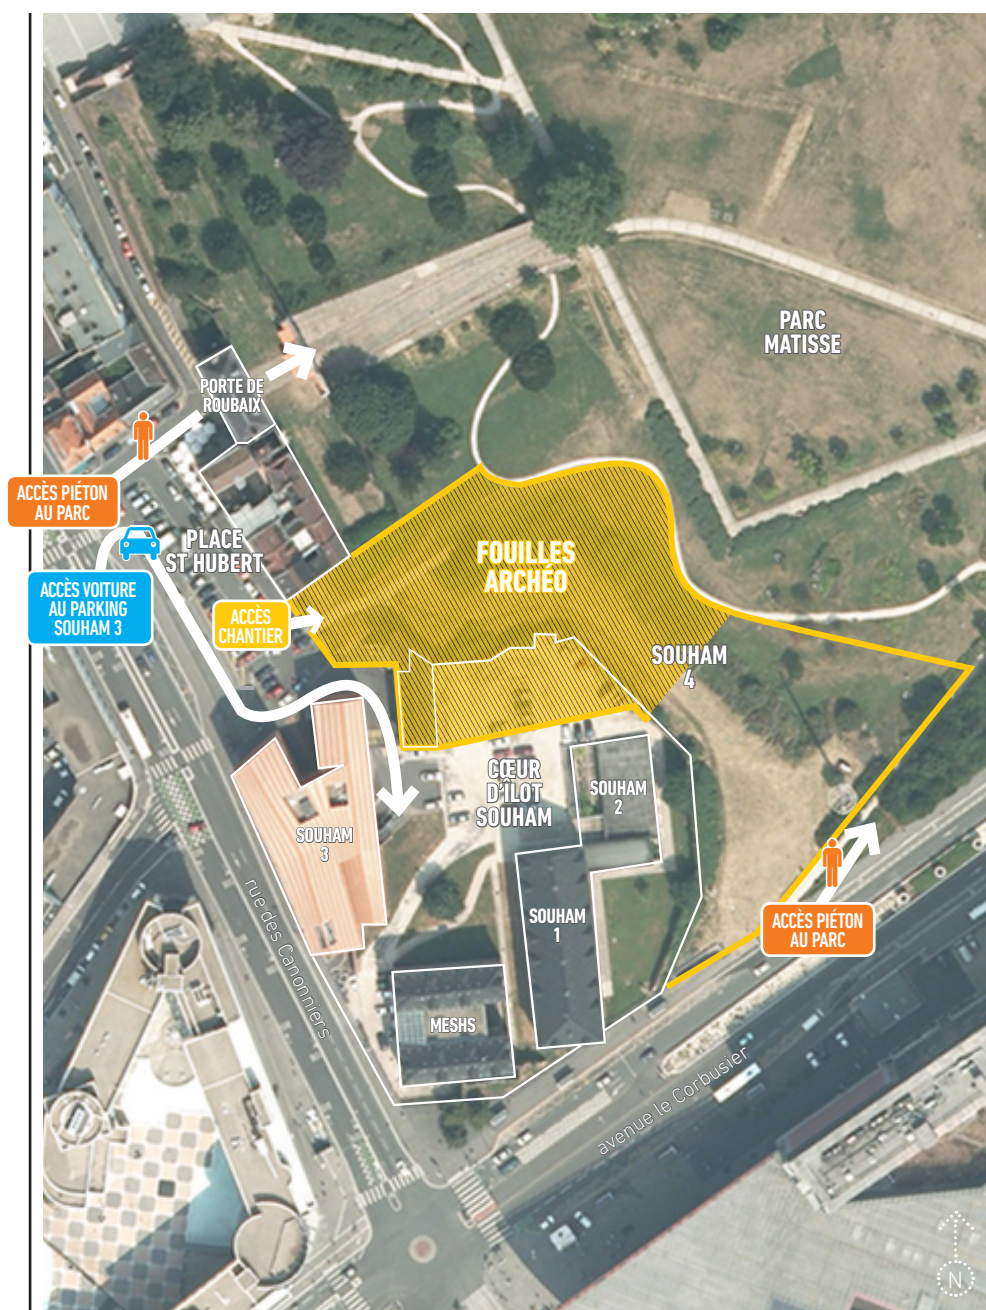 PARC
MATISSE
PORTE DE
ROUBAIX
ACCÈS PIÉTON
AU PARC
PLACE
ST HUBERT
FOUILLES
ARCHÉO
ACCÈS VOITURE
AU PARKING
SOUHAM 3
ACCÈS
CHANTIER
SOUHAM
4
CŒUR
D'ÎLOT
SOUHAM
SOUHAM
2
SOUHAM
3
SOUHAM
1
ACCÈS PIÉTON
AU PARC
rue des Canonniers
MESHS
avenue le Corbusier
N